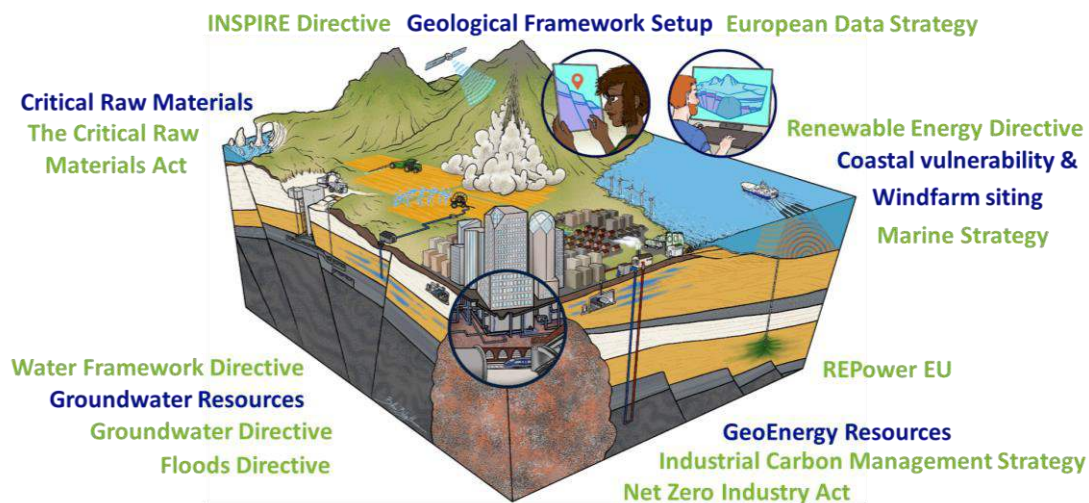 INSPIRE Directive Geological Framework Setup European Data Strategy
Critical Raw Materials
The Critical Raw
Materials Act
Renewable Energy Directive
Coastal vulnerability &
Windfarm siting
Marine Strategy
Water Framework Directive
Groundwater Resources
Groundwater Directive
Floods Directive
REPower EU
GeoEnergy Resources
Industrial Carbon Management Strategy
Net Zero Industry Act